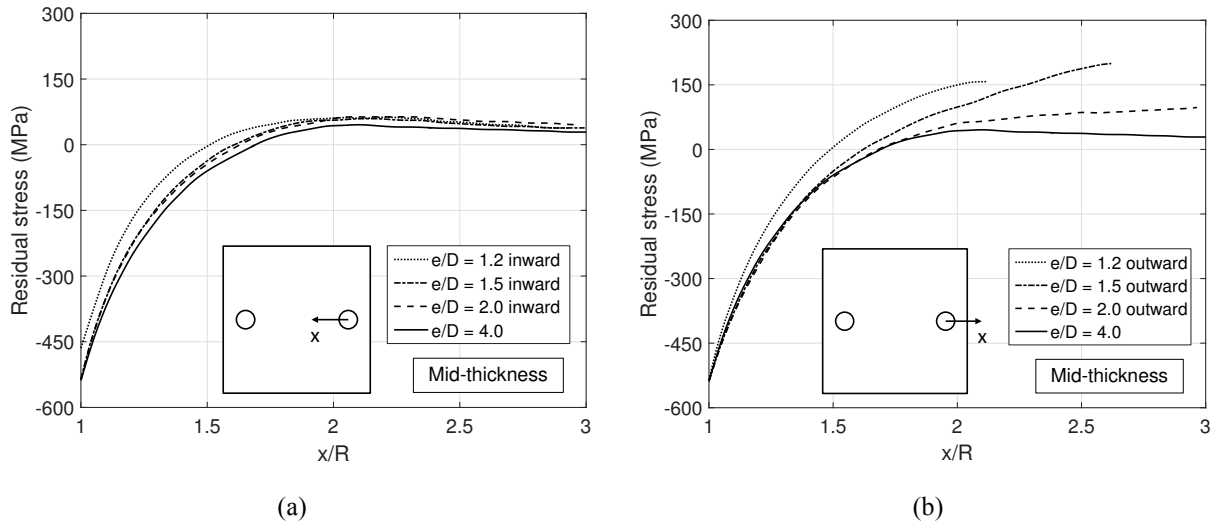 300
150
0
-150
-300
-450
-600
Residual stress (MPa)
1
1.5
2
2.5
3
x/R
x
e/D = 1.2 inward
e/D = 1.5 inward
e/D = 2.0 inward
e/D = 4.0
Mid-thickness
(a)
300
150
0
-150
-300
-450
-600
Residual stress (MPa)
1
1.5
2
2.5
3
x/R
x
e/D = 1.2 outward
e/D = 1.5 outward
e/D = 2.0 outward
e/D = 4.0
Mid-thickness
(b)